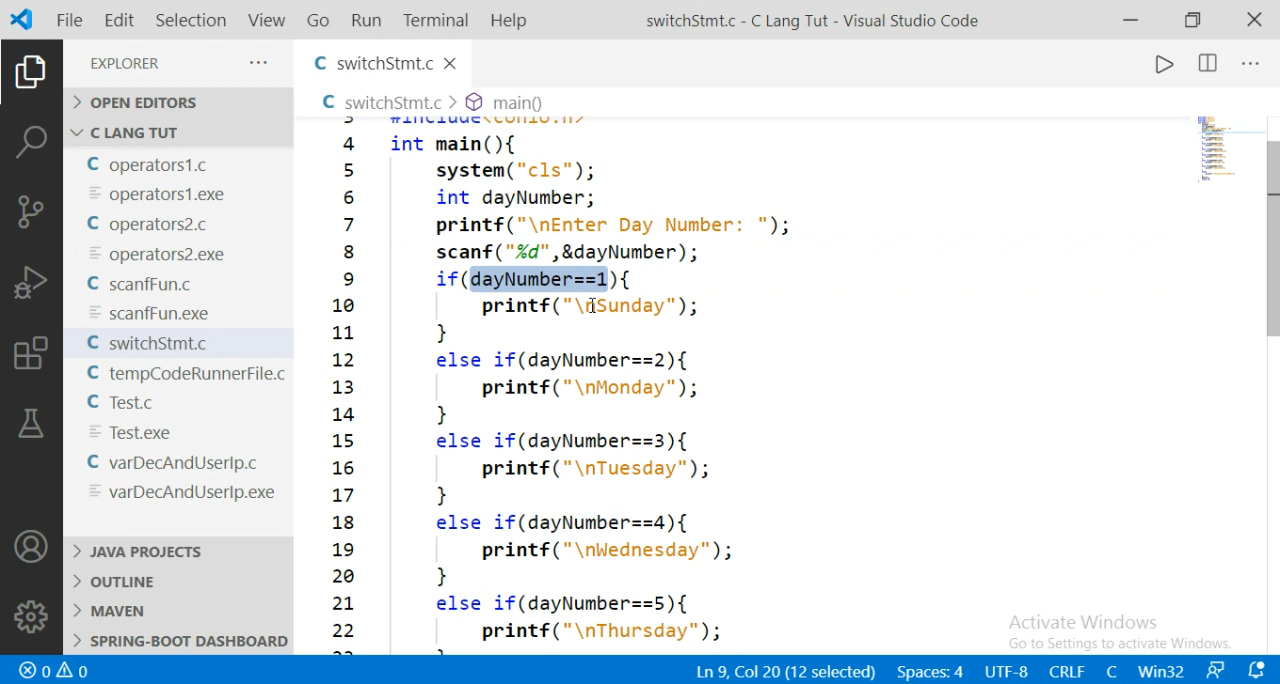 File Edit Selection View Go Run Terminal Help switchStmt.c - C Lang Tut - Visual Studio Code
EXPLORER ···
OPEN EDITORS
C LANG TUT
C operators1.c
operators1.exe
C operators2.c
operators2.exe
C scanfFun.c
scanfFun.exe
C switchStmt.c
C tempCodeRunnerFile.c
C Test.c
Test.exe
C varDecAndUserIp.c
varDecAndUserIp.exe
JAVA PROJECTS
OUTLINE
MAVEN
SPRING-BOOT DASHBOARD
C switchStmt.c
C switchStmt.c > main()
3 #include<conio.h>
4 int main(){
5 system("cls");
6 int dayNumber;
7 printf("\nEnter Day Number: ");
8 scanf("%d",&dayNumber);
9 if(dayNumber==1){
10 printf("\nSunday");
11 }
12 else if(dayNumber==2){
13 printf("\nMonday");
14 }
15 else if(dayNumber==3){
16 printf("\nTuesday");
17 }
18 else if(dayNumber==4){
19 printf("\nWednesday");
20 }
21 else if(dayNumber==5){
22 printf("\nThursday");
Activate Windows
Go to Settings to activate Windows.
0 0 Ln 9, Col 20 (12 selected) Spaces: 4 UTF-8 CRLF C Win32